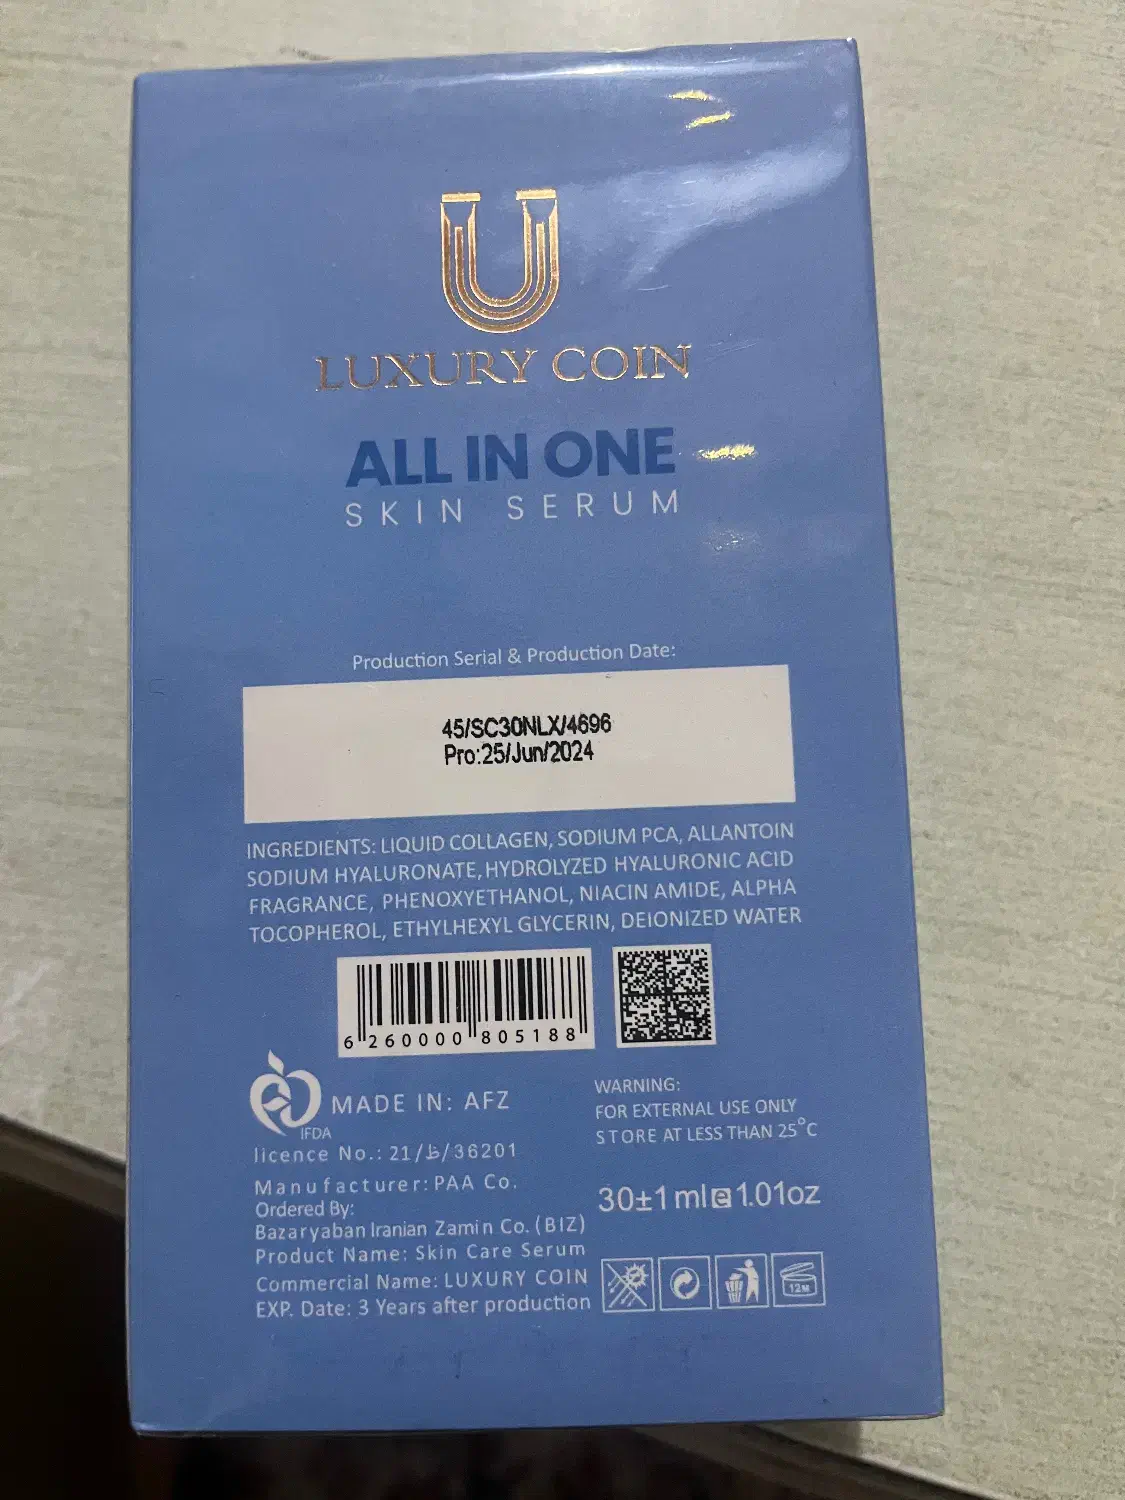 LUXURY COIN
ALL IN ONE
SKIN SERUM
Production Serial & Production Date:
45/SC30NLX/4696
Pro:25/Jun/2024
INGREDIENTS: LIQUID COLLAGEN, SODIUM PCA, ALLANTOIN
SODIUM HYALURONATE, HYDROLYZED HYALURONIC ACID
FRAGRANCE, PHENOXYETHANOL, NIACIN AMIDE, ALPHA
TOCOPHEROL, ETHYLHEXYL GLYCERIN, DEIONIZED WATER
6 260000 805188
MADE IN: AFZ
IFDA
licence No.: 21/ط/36201
Manufacturer: PAA Co.
Ordered By:
Bazaryaban Iranian Zamin Co. (BIZ)
Product Name: Skin Care Serum
Commercial Name: LUXURY COIN
EXP. Date: 3 Years after production
WARNING:
FOR EXTERNAL USE ONLY
STORE AT LESS THAN 25°C
30±1 ml e 1.01oz
12M